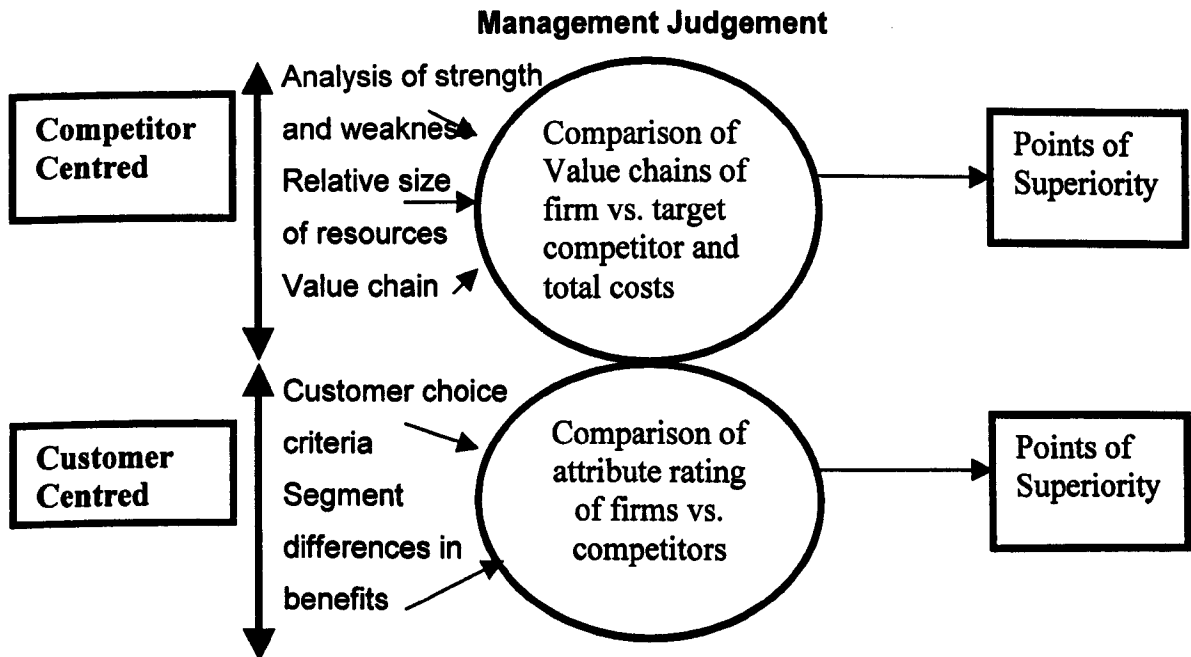 Management Judgement
Competitor
Centred
Analysis of strength
and weakness
Relative size
of resources
Value chain
Comparison of
Value chains of
firm vs. target
competitor and
total costs
Points of
Superiority
Customer
Centred
Customer choice
criteria
Segment
differences in
benefits
Comparison of
attribute rating
of firms vs.
competitors
Points of
Superiority